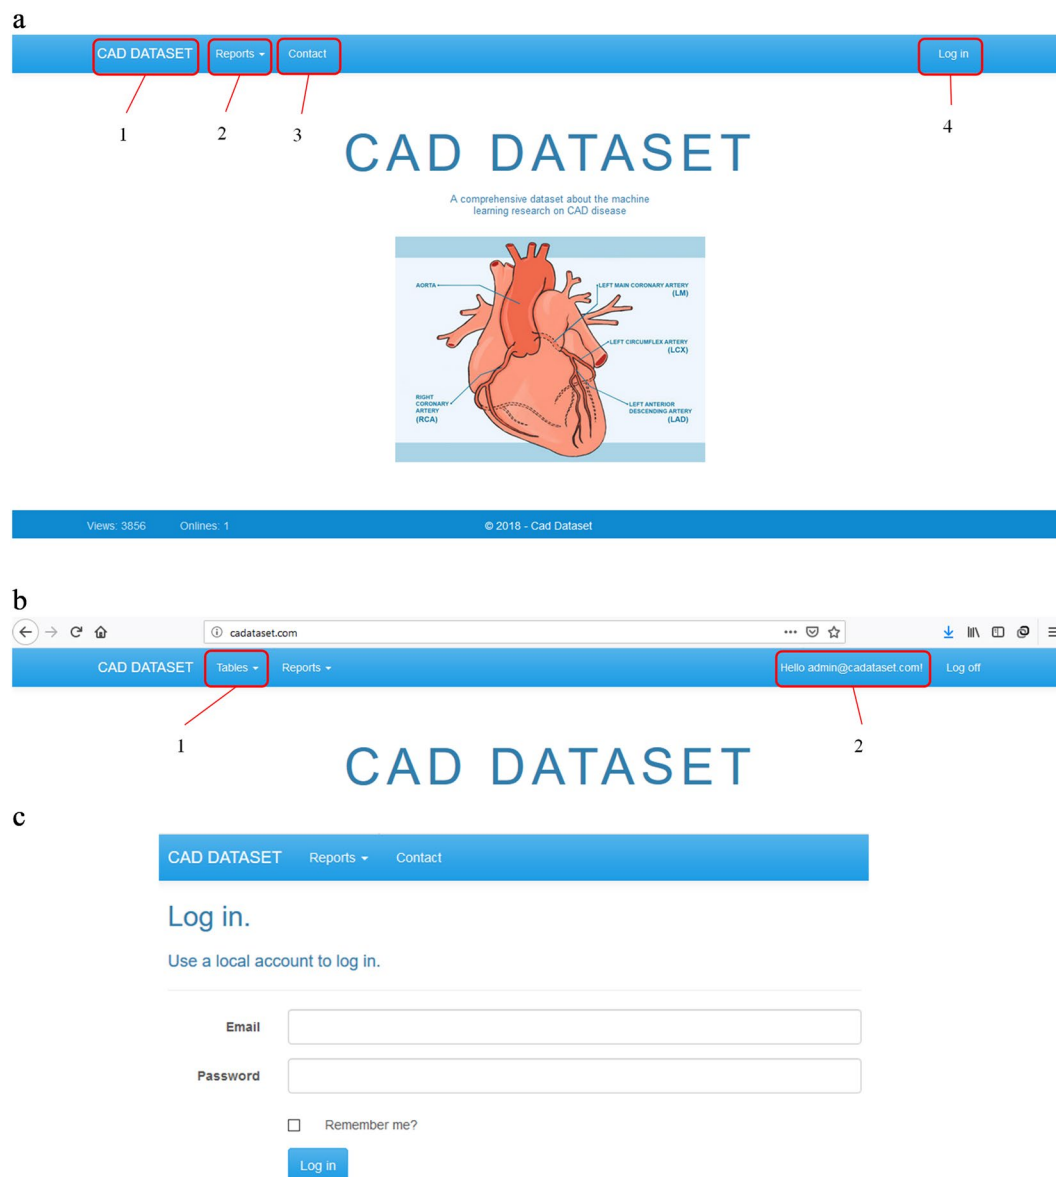 a
CAD DATASET Reports Contact Log in
1 2 3 4
CAD DATASET
A comprehensive dataset about the machine
learning research on CAD disease
AORTA
LEFT MAIN CORONARY ARTERY
(LM)
LEFT CIRCUMFLEX ARTERY
(LCX)
RIGHT
CORONARY
ARTERY
(RCA)
LEFT ANTERIOR
DESCENDING ARTERY
(LAD)
Views: 3856 Onlines: 1 © 2018 - Cad Dataset
b
cadataset.com
CAD DATASET Tables Reports Hello admin@cadataset.com! Log off
1 2
CAD DATASET
c
CAD DATASET Reports Contact
Log in.
Use a local account to log in.
Email
Password
Remember me?
Log in